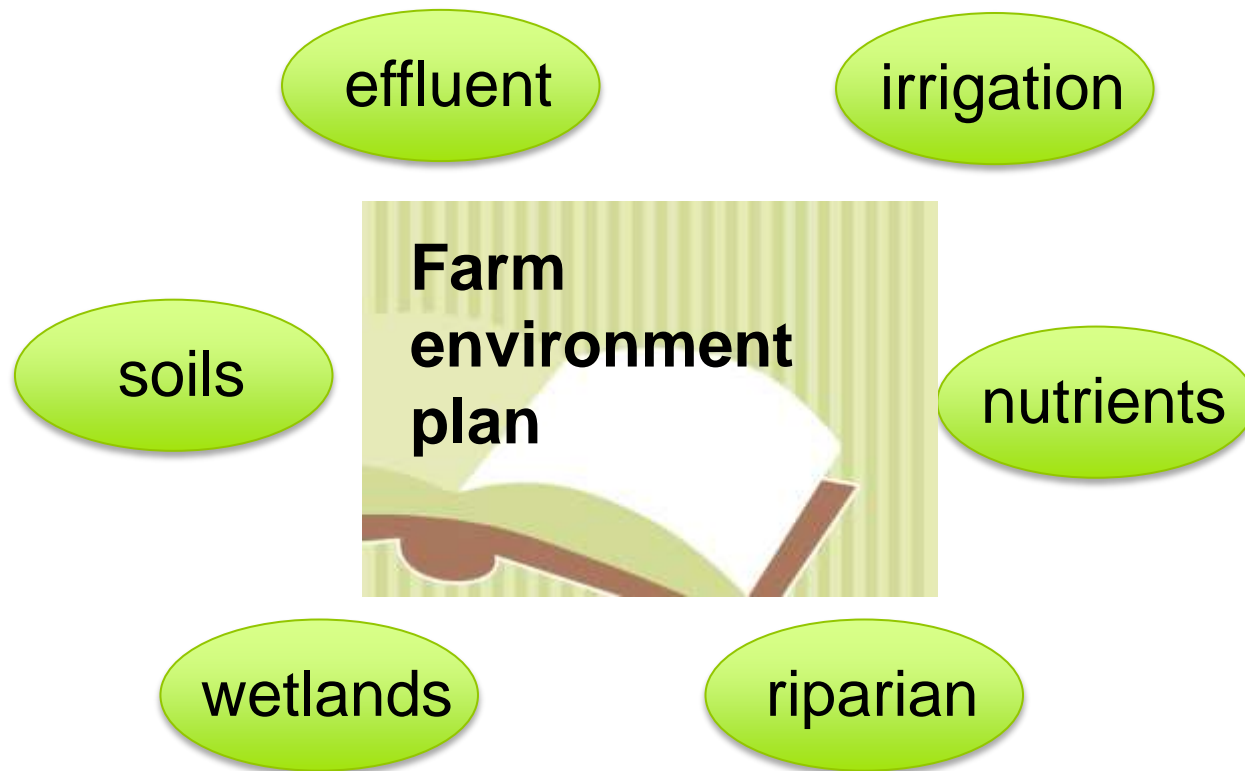 effluent
irrigation
Farm
environment
plan
soils
nutrients
wetlands
riparian